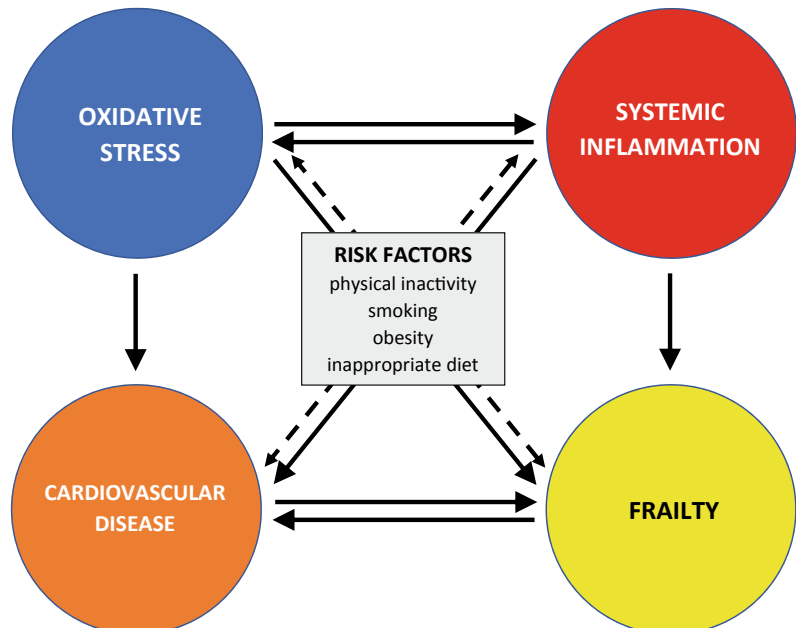 OXIDATIVE
STRESS
SYSTEMIC
INFLAMMATION
RISK FACTORS
physical inactivity
smoking
obesity
inappropriate diet
CARDIOVASCULAR
DISEASE
FRAILTY